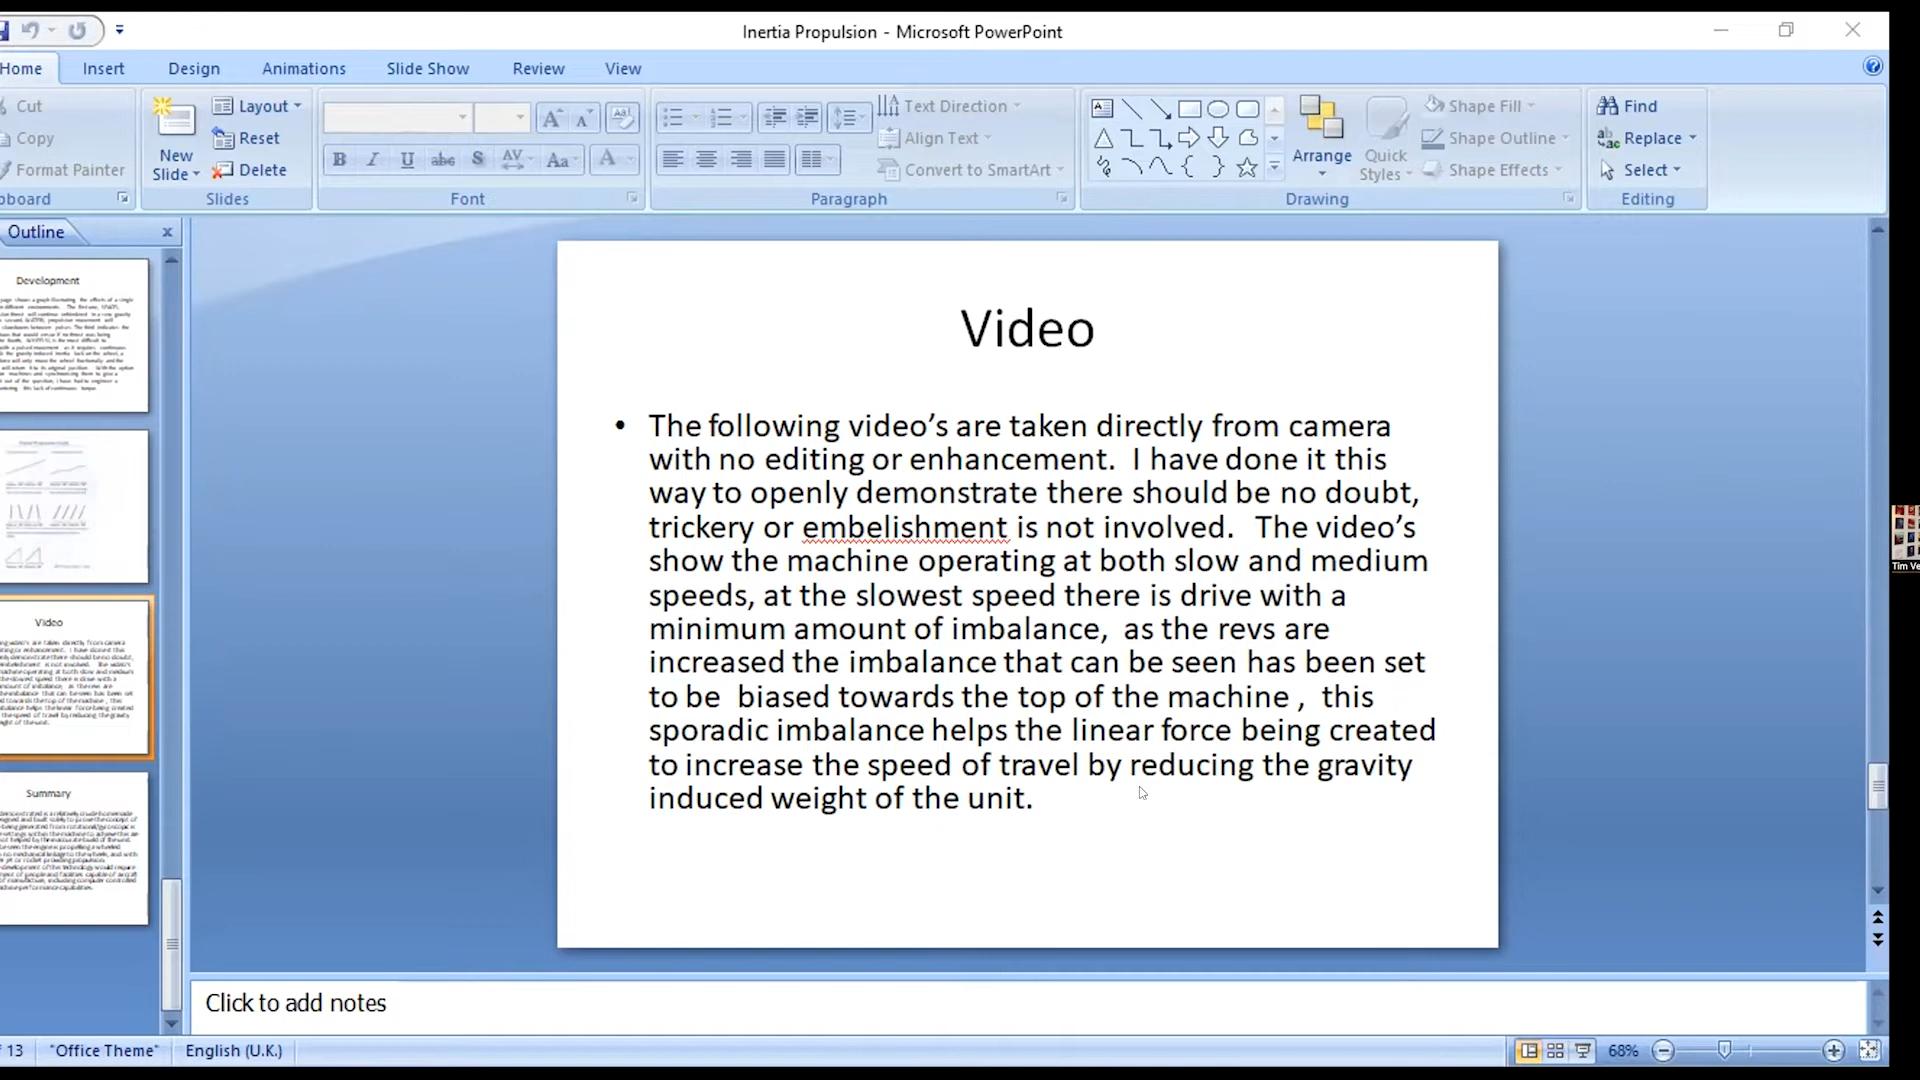 Inertia Propulsion - Microsoft PowerPoint
Home Insert Design Animations Slide Show Review View
Cut
Copy
Format Painter
pboard
New
Slide
Layout
Reset
Delete
Slides
Font
Text Direction
Align Text
Convert to SmartArt
Paragraph
Arrange
Quick
Styles
Shape Fill
Shape Outline
Shape Effects
Drawing
Find
Replace
Select
Editing
Outline
Development
Video
Summary
Video
• The following video’s are taken directly from camera
with no editing or enhancement. I have done it this
way to openly demonstrate there should be no doubt,
trickery or embelishment is not involved. The video’s
show the machine operating at both slow and medium
speeds, at the slowest speed there is drive with a
minimum amount of imbalance, as the revs are
increased the imbalance that can be seen has been set
to be biased towards the top of the machine , this
sporadic imbalance helps the linear force being created
to increase the speed of travel by reducing the gravity
induced weight of the unit.
Tim Ve
Click to add notes
13 "Office Theme" English (U.K.) 68%